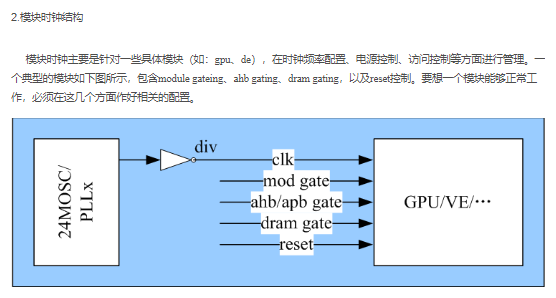 2.模块时钟结构
模块时钟主要是针对一些具体模块（如：gpu、de），在时钟频率配置、电源控制、访问控制等方面进行管理。一
个典型的模块如下图所示，包含module gateing、ahb gating、dram gating，以及reset控制。要想一个模块能够正常工
作，必须在这几个方面作好相关的配置。
div
24MOSC/
PLLx
clk
mod gate
ahb/apb gate
dram gate
reset
GPU/VE/…